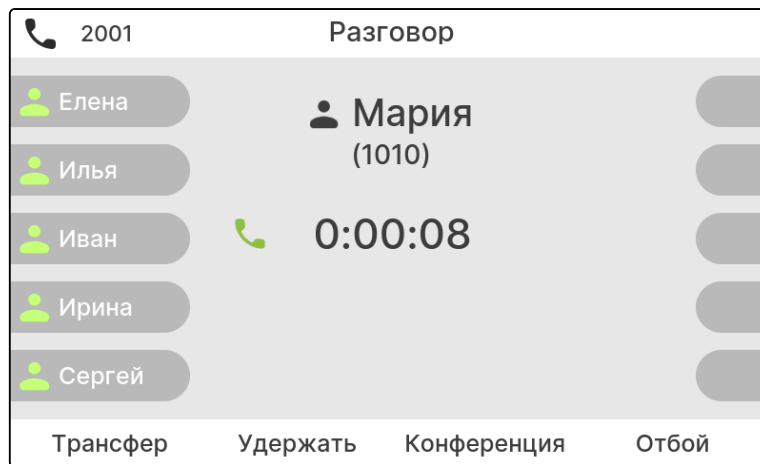 2001
Разговор
Елена
Илья
Иван
Ирина
Сергей
Мария
(1010)
0:00:08
Трансфер
Удержать
Конференция
Отбой